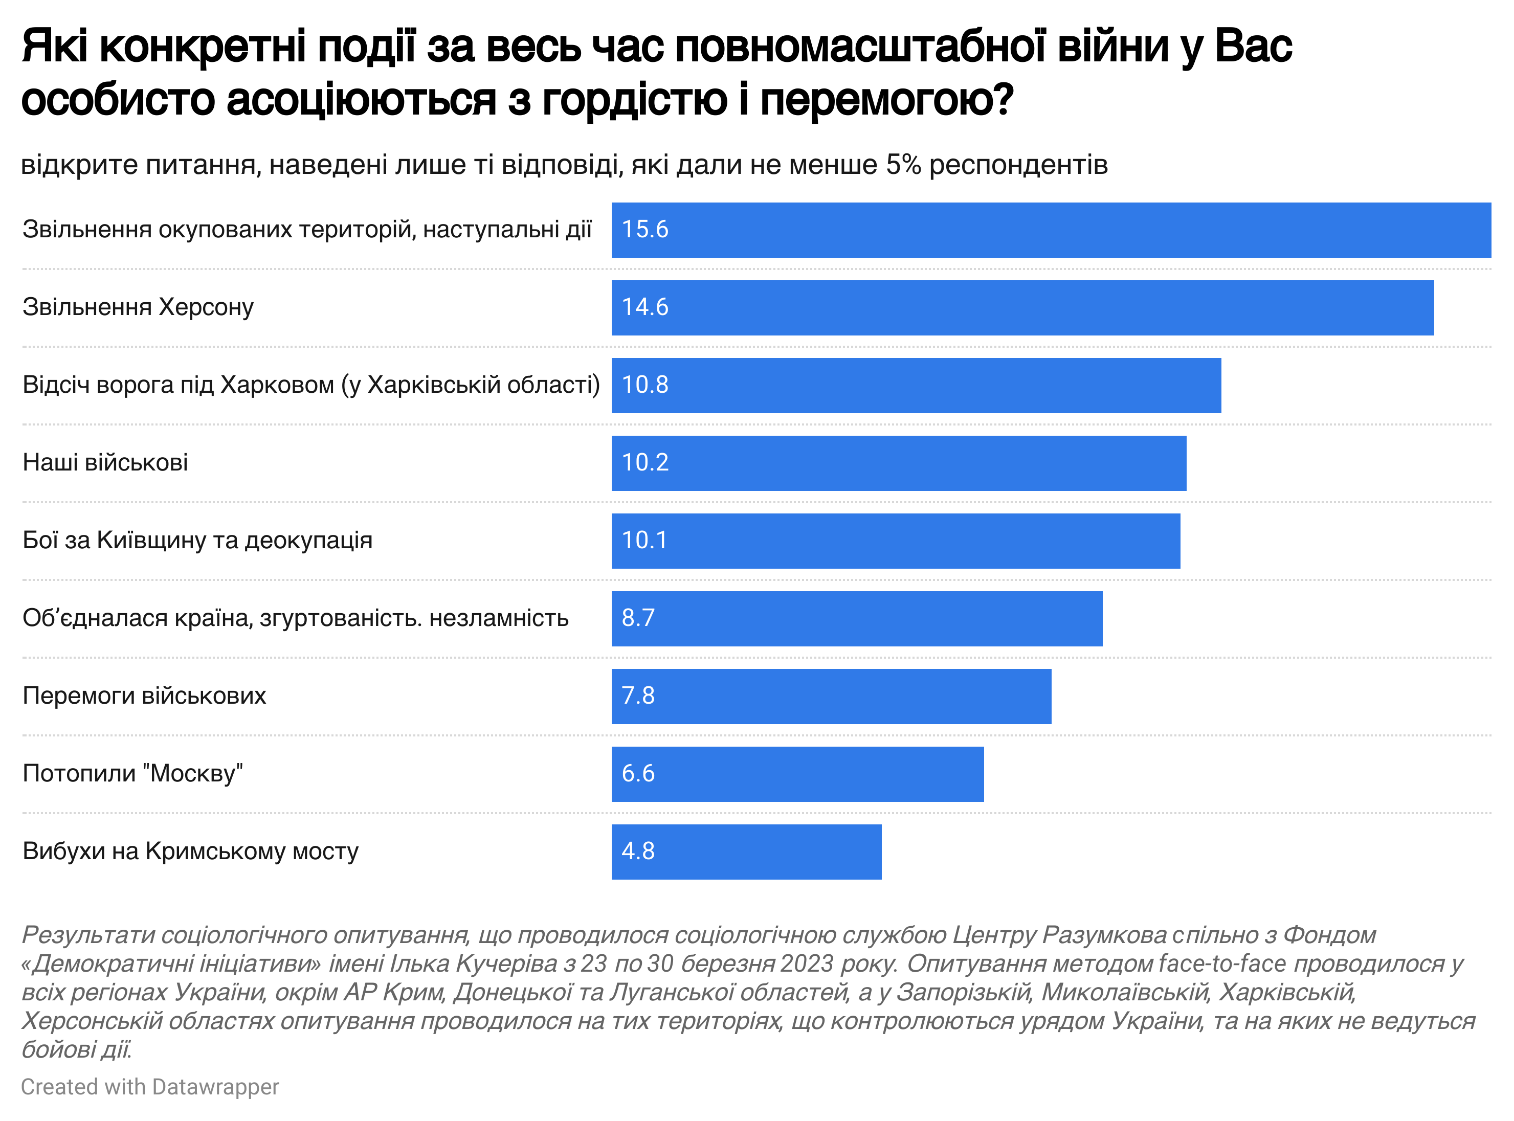 Які конкретні події за весь час повномасштабної війни у Вас
особисто асоціюються з гордістю і перемогою?
відкрите питання, наведені лише ті відповіді, які дали не менше 5% респондентів
Звільнення окупованих територій, наступальні дії 15.6
Звільнення Херсону 14.6
Відсіч ворога під Харковом (у Харківській області) 10.8
Наші військові 10.2
Бої за Київщину та деокупація 10.1
Об’єдналася країна, згуртованість. незламність 8.7
Перемоги військових 7.8
Потопили "Москву" 6.6
Вибухи на Кримському мосту 4.8
Результати соціологічного опитування, що проводилося соціологічною службою Центру Разумкова спільно з Фондом
«Демократичні ініціативи» імені Ілька Кучеріва з 23 по 30 березня 2023 року. Опитування методом face-to-face проводилося у
всіх регіонах України, окрім АР Крим, Донецької та Луганської областей, а у Запорізькій, Миколаївській, Харківській,
Херсонській областях опитування проводилося на тих територіях, що контролюються урядом України, та на яких не ведуться
бойові дії.
Created with Datawrapper